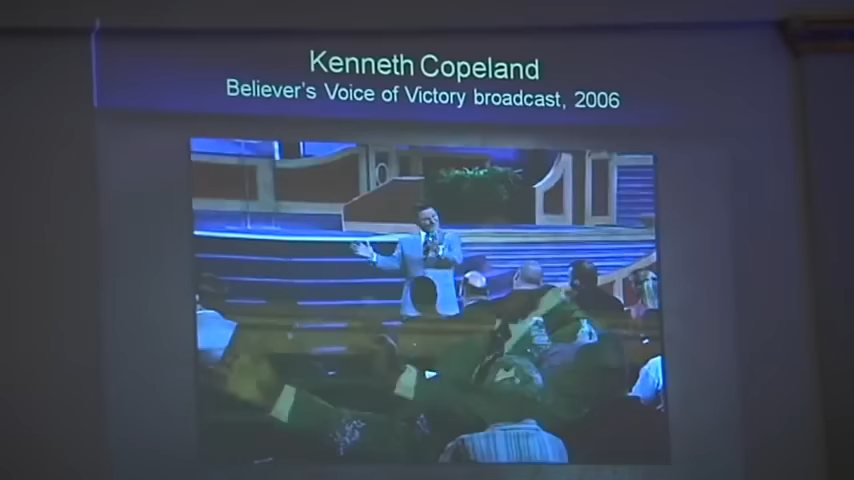 Kenneth Copeland
Believer's Voice of Victory broadcast, 2006